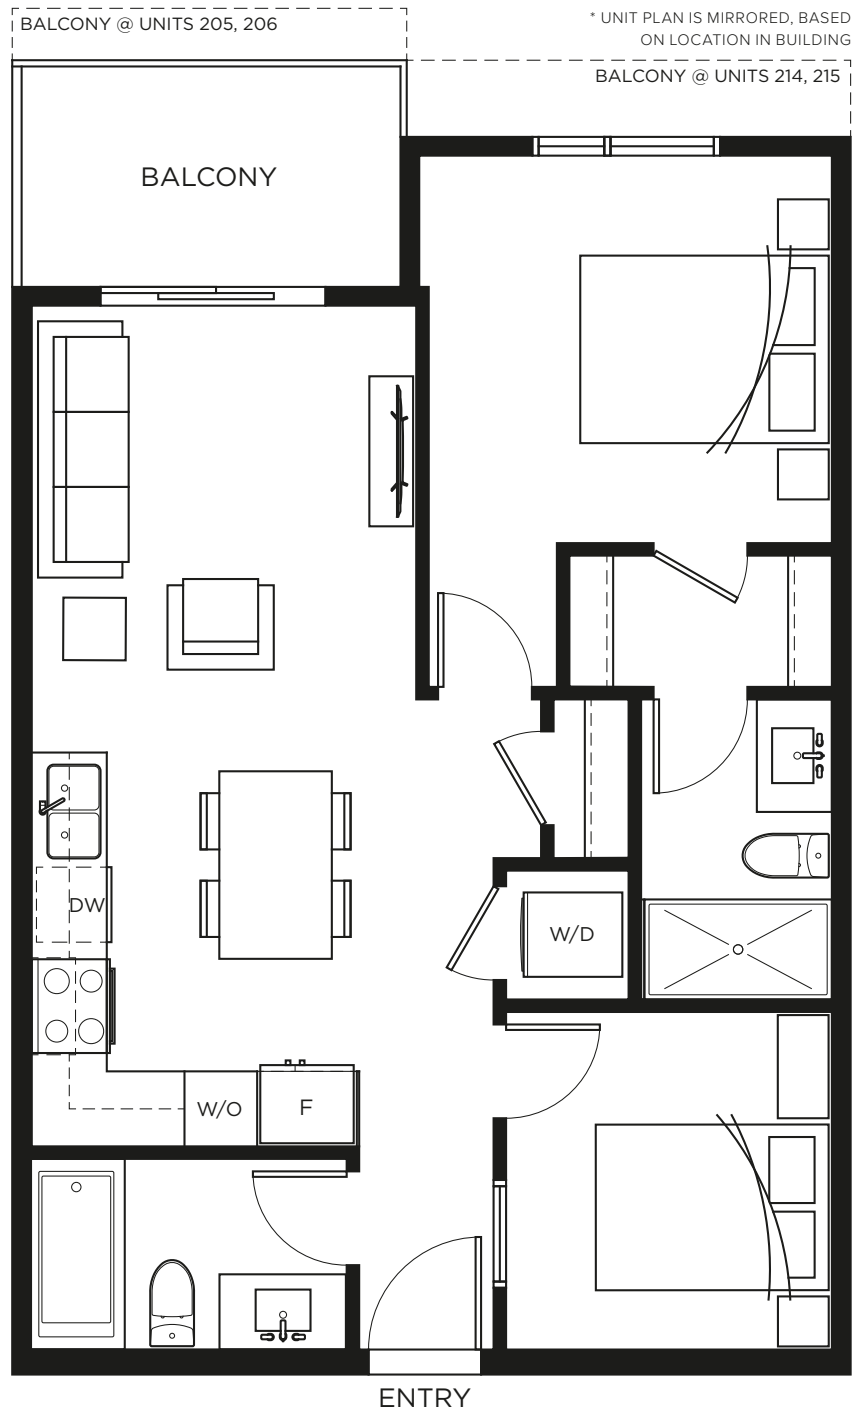 BALCONY @ UNITS 205, 206
* UNIT PLAN IS MIRRORED, BASED
ON LOCATION IN BUILDING
BALCONY @ UNITS 214, 215
BALCONY
DW
W/D
W/O
F
ENTRY